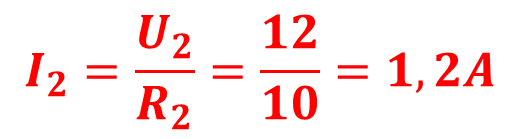 I₂ = U₂/R₂ = 12/10 = 1,2A